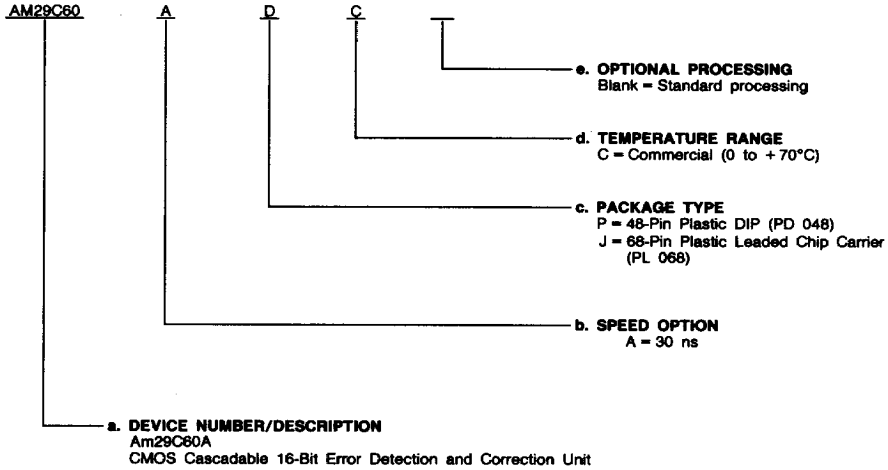 AM29C60 A D C
e. OPTIONAL PROCESSING
Blank = Standard processing
d. TEMPERATURE RANGE
C = Commercial (0 to +70°C)
c. PACKAGE TYPE
P = 48-Pin Plastic DIP (PD 048)
J = 68-Pin Plastic Leaded Chip Carrier
(PL 068)
b. SPEED OPTION
A = 30 ns
a. DEVICE NUMBER/DESCRIPTION
Am29C60A
CMOS Cascadable 16-Bit Error Detection and Correction Unit